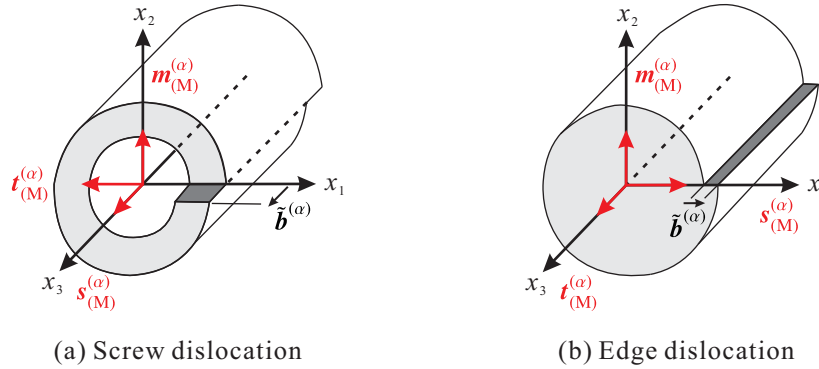 x₂
m₍M₎⁽ᵅ⁾
t₍M₎⁽ᵅ⁾
x₁
b̃⁽ᵅ⁾
x₃
s₍M₎⁽ᵅ⁾
(a) Screw dislocation
x₂
m₍M₎⁽ᵅ⁾
x
b̃⁽ᵅ⁾
s₍M₎⁽ᵅ⁾
x₃
t₍M₎⁽ᵅ⁾
(b) Edge dislocation